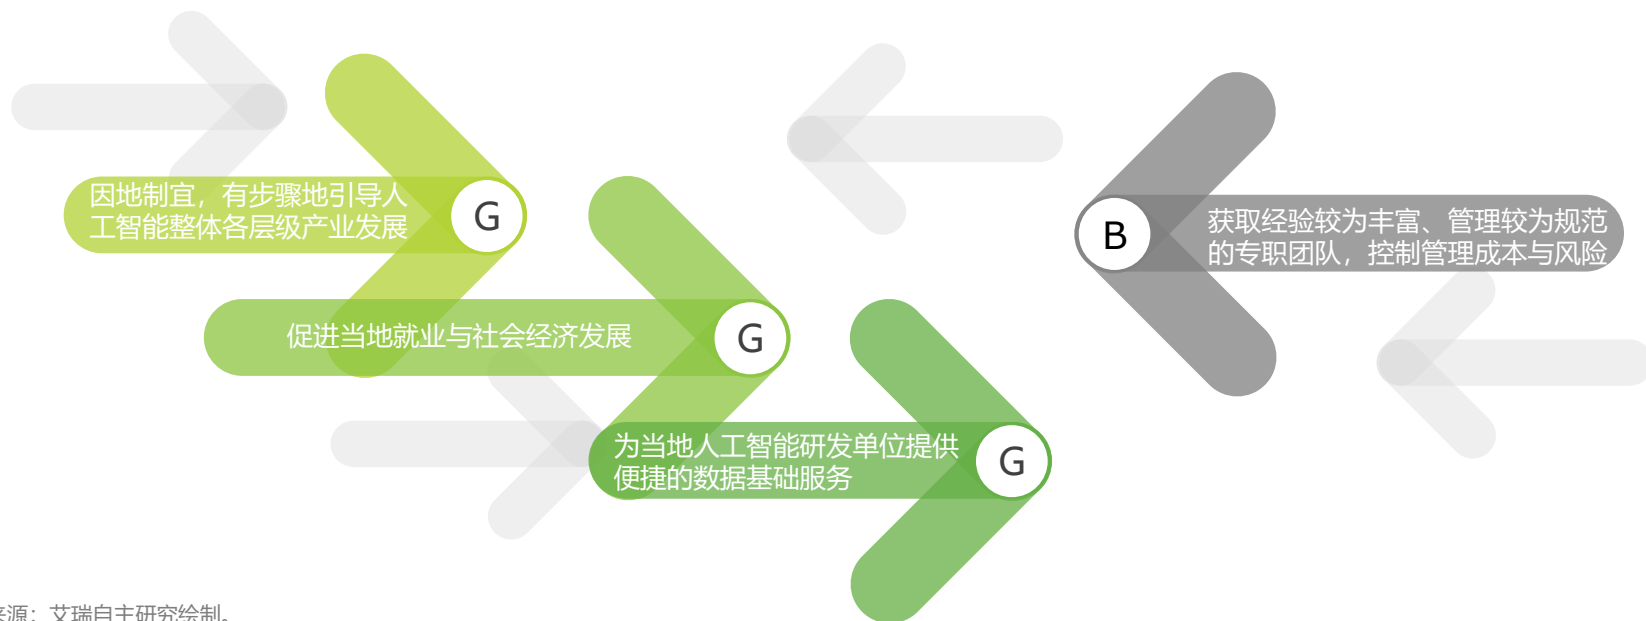 因地制宜，有步骤地引导人
工智能整体各层级产业发展
G
促进当地就业与社会经济发展
G
为当地人工智能研发单位提供
便捷的数据基础服务
G
B
获取经验较为丰富、管理较为规范
的专职团队，控制管理成本与风险
来源：艾瑞自主研究绘制。